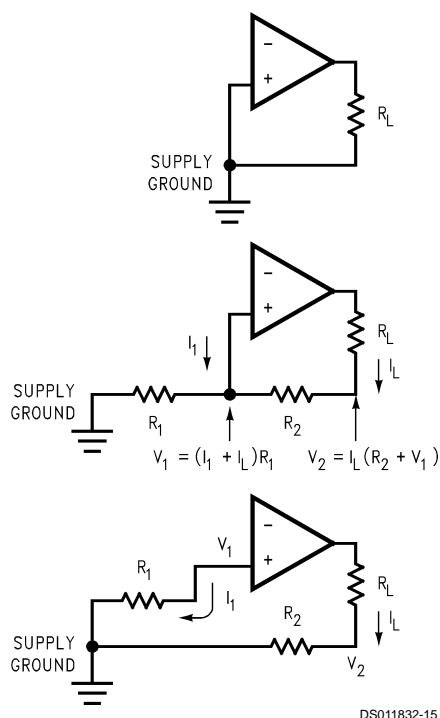 -
+
R_L
SUPPLY
GROUND
-
+
I_1
R_L
I_L
SUPPLY
GROUND
R_1
R_2
V_1 = (I_1 + I_L)R_1
V_2 = I_L(R_2 + V_1)
-
+
V_1
R_1
I_1
R_L
R_2
I_L
SUPPLY
GROUND
V_2
DS011832-15